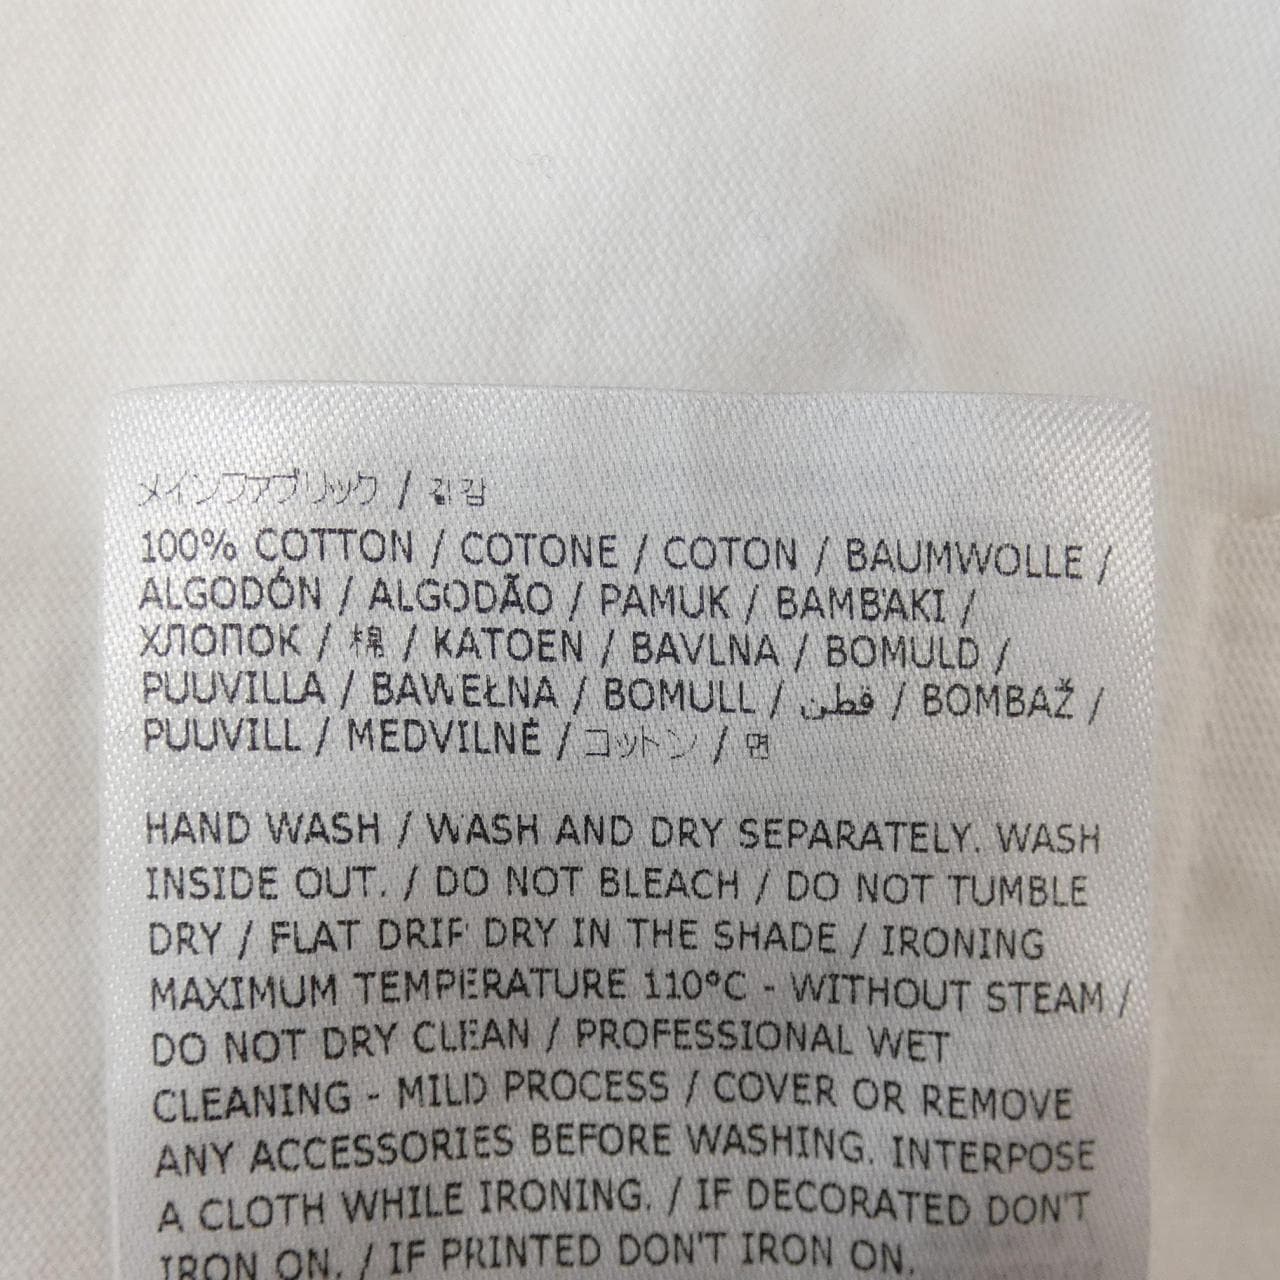 メインファブリック / 겉감
100% COTTON / COTONE / COTON / BAUMWOLLE /
ALGODÓN / ALGODÃO / PAMUK / BAMBAKI /
ХЛОПОК / 棉 / KATOEN / BAVLNA / BOMULD /
PUUVILLA / BAWEŁNA / BOMULL / قطن / BOMBAŽ /
PUUVILL / MEDVILNĖ / コットン / 면
HAND WASH / WASH AND DRY SEPARATELY. WASH
INSIDE OUT. / DO NOT BLEACH / DO NOT TUMBLE
DRY / FLAT DRIP DRY IN THE SHADE / IRONING
MAXIMUM TEMPERATURE 110°C - WITHOUT STEAM /
DO NOT DRY CLEAN / PROFESSIONAL WET
CLEANING - MILD PROCESS / COVER OR REMOVE
ANY ACCESSORIES BEFORE WASHING. INTERPOSE
A CLOTH WHILE IRONING. / IF DECORATED DON'T
IRON ON. / IF PRINTED DON'T IRON ON.